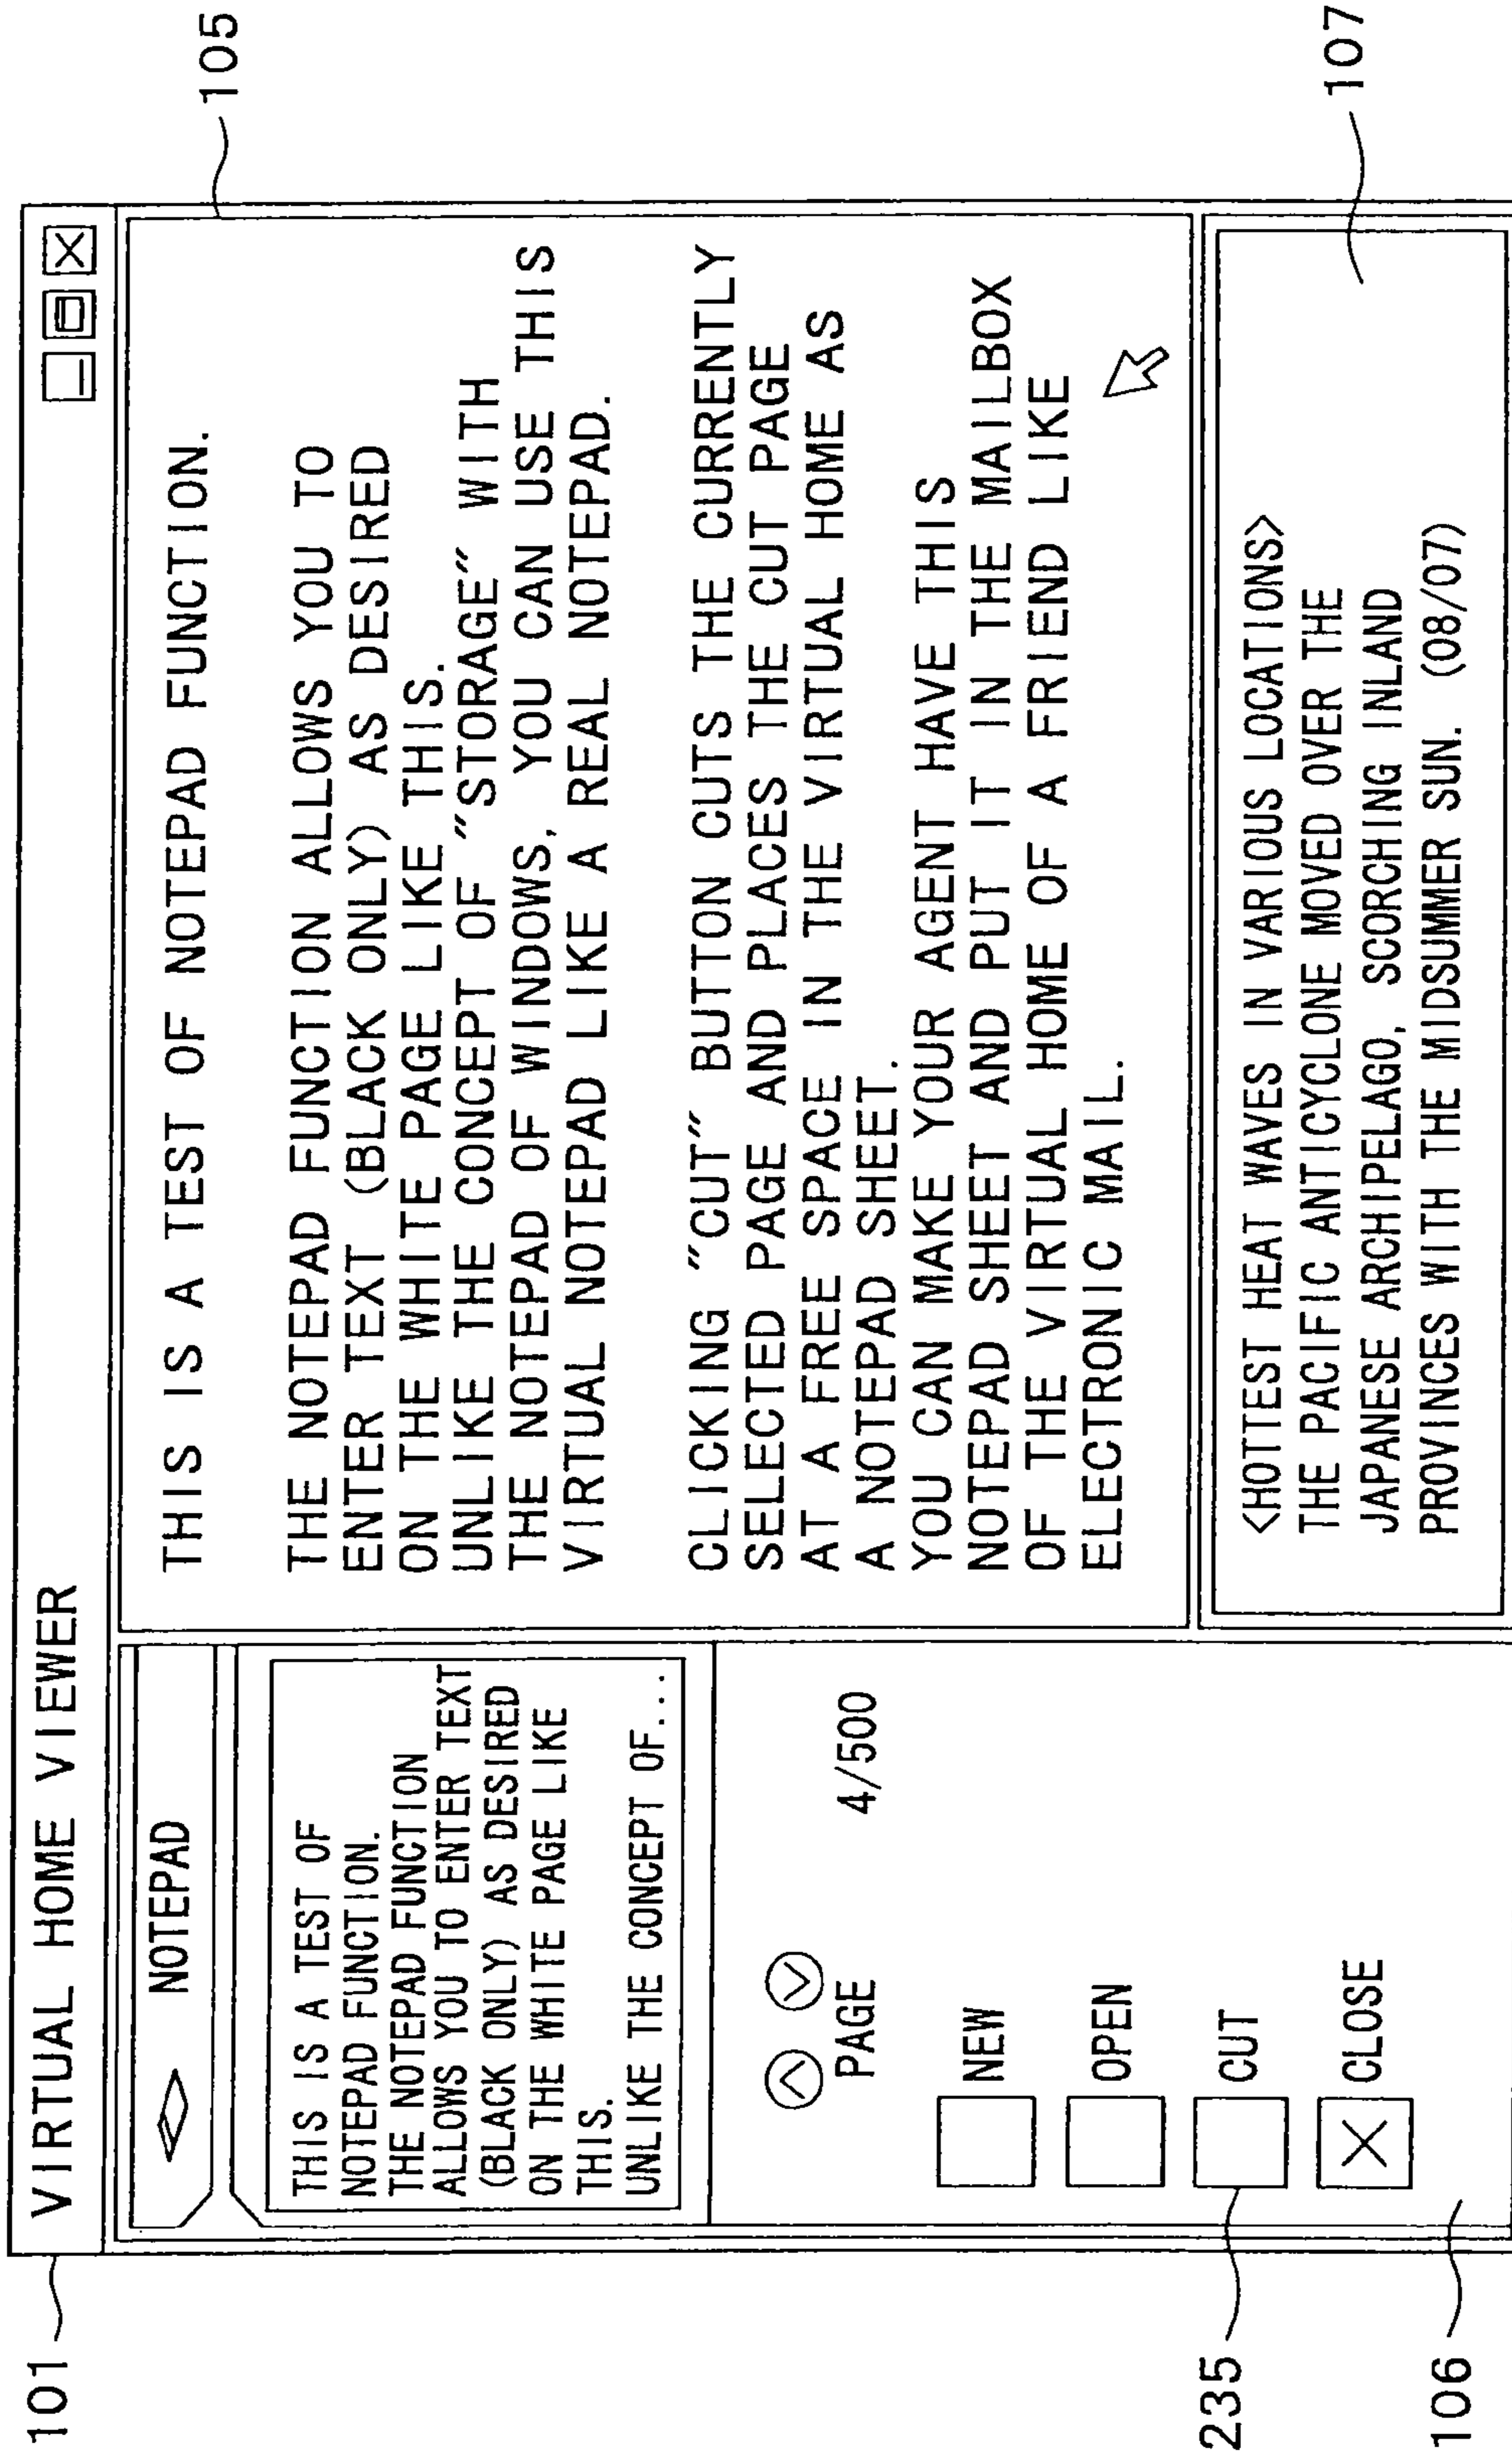 101
VIRTUAL HOME VIEWER
NOTEPAD
THIS IS A TEST OF
NOTEPAD FUNCTION.
THE NOTEPAD FUNCTION
ALLOWS YOU TO ENTER TEXT
(BLACK ONLY) AS DESIRED
ON THE WHITE PAGE LIKE
THIS.
UNLIKE THE CONCEPT OF...
PAGE
4/500
NEW
OPEN
235
CUT
CLOSE
106
105
THIS IS A TEST OF NOTEPAD FUNCTION.
THE NOTEPAD FUNCTION ALLOWS YOU TO
ENTER TEXT (BLACK ONLY) AS DESIRED
ON THE WHITE PAGE LIKE THIS.
UNLIKE THE CONCEPT OF "STORAGE" WITH
THE NOTEPAD OF WINDOWS, YOU CAN USE THIS
VIRTUAL NOTEPAD LIKE A REAL NOTEPAD.
CLICKING "CUT" BUTTON CUTS THE CURRENTLY
SELECTED PAGE AND PLACES THE CUT PAGE
AT A FREE SPACE IN THE VIRTUAL HOME AS
A NOTEPAD SHEET.
YOU CAN MAKE YOUR AGENT HAVE THIS
NOTEPAD SHEET AND PUT IT IN THE MAILBOX
OF THE VIRTUAL HOME OF A FRIEND LIKE
ELECTRONIC MAIL.
107
<HOTTEST HEAT WAVES IN VARIOUS LOCATIONS>
THE PACIFIC ANTICYCLONE MOVED OVER THE
JAPANESE ARCHIPELAGO, SCORCHING INLAND
PROVINCES WITH THE MIDSUMMER SUN. (08/07)